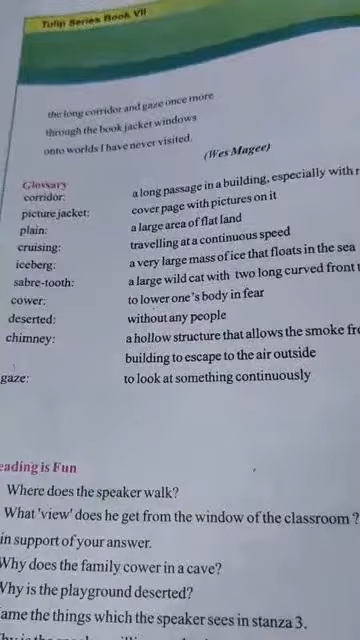 Tulip Series Book VII
the long corridor and gaze once more
through the book jacket windows
onto worlds I have never visited.
(Wes Magee)
Glossary
corridor: a long passage in a building, especially with
picture jacket: cover page with pictures on it
plain: a large area of flat land
cruising: travelling at a continuous speed
iceberg: a very large mass of ice that floats in the sea
sabre-tooth: a large wild cat with two long curved front
cower: to lower one's body in fear
deserted: without any people
chimney: a hollow structure that allows the smoke
building to escape to the air outside
gaze: to look at something continuously
eading is Fun
Where does the speaker walk?
What 'view' does he get from the window of the classroom ?
in support of your answer.
Why does the family cower in a cave?
Why is the playground deserted?
ame the things which the speaker sees in stanza 3.